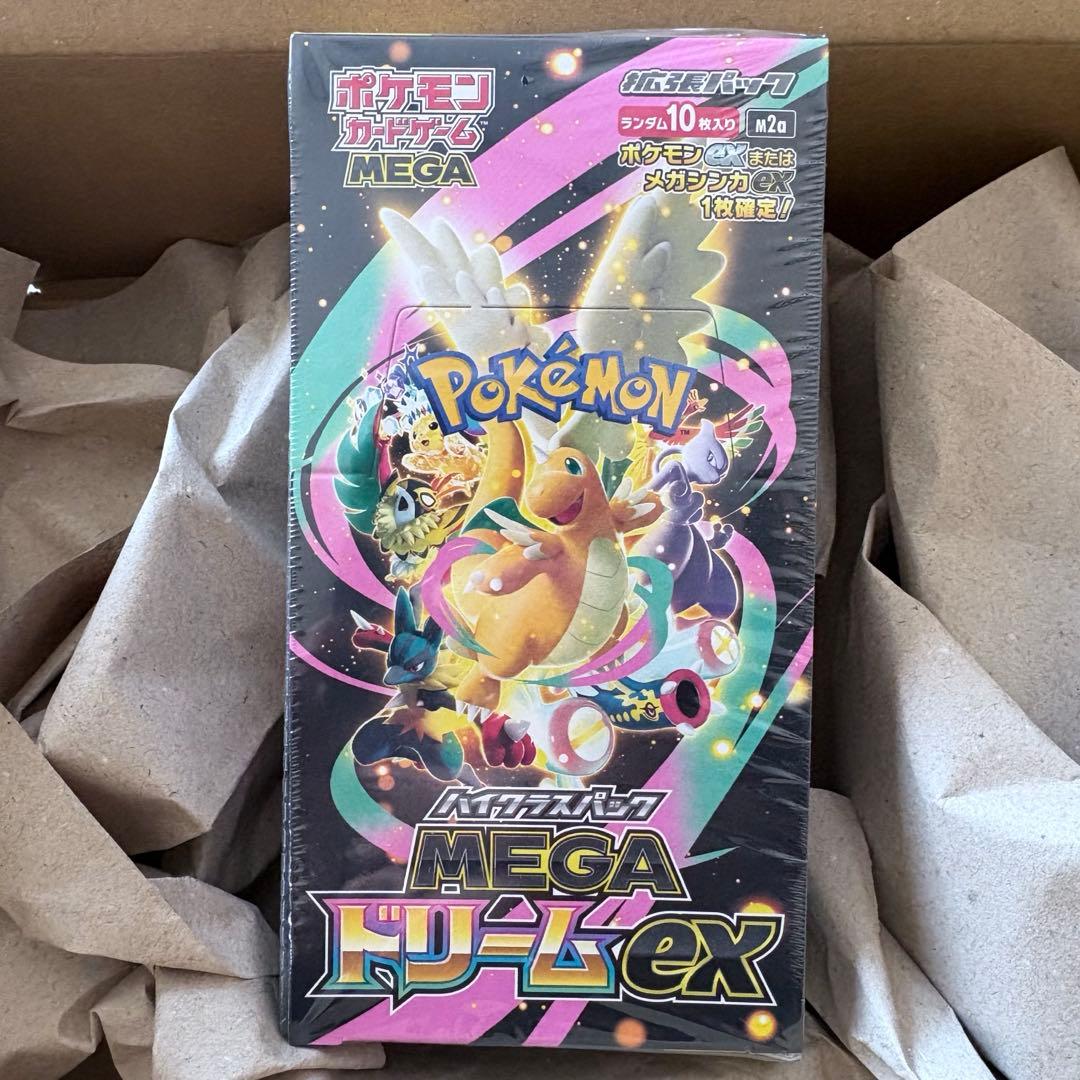 ポケモン
カードゲーム™
MEGA
拡張パック
ランダム10枚入り M2a
ポケモンexまたは
メガシンカex
1枚確定!
POKéMON™
ハイクラスパック
MEGA
ドリームex